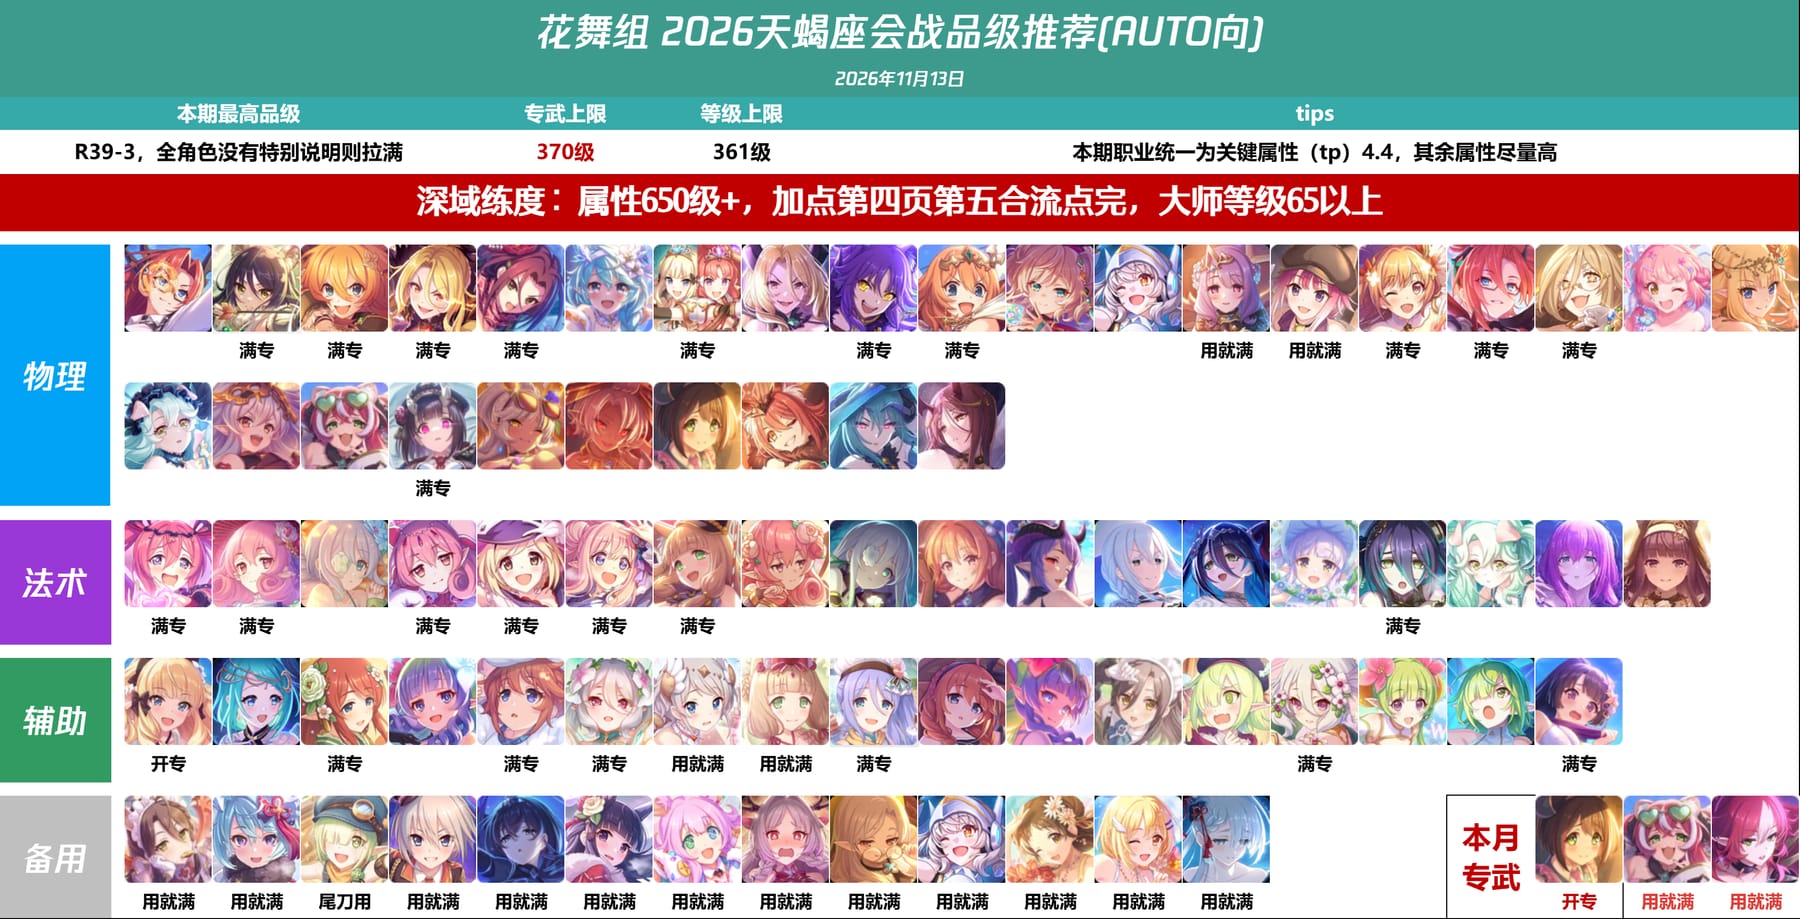 花舞组 2026天蝎座会战品级推荐(AUTO向)
2026年11月13日
本期最高品级 专武上限 等级上限 tips
R39-3，全角色没有特别说明则拉满 370级 361级 本期职业统一为关键属性（tp）4.4，其余属性尽量高
深域练度：属性650级+，加点第四页第五合流点完，大师等级65以上
物理
满专 满专 满专 满专 满专 满专 满专 用就满 用就满 满专 满专 满专
满专
法术
满专 满专 满专 满专 满专 满专 满专
辅助
开专 满专 满专 满专 用就满 用就满 满专 满专 满专
备用
用就满 用就满 尾刀用 用就满 用就满 用就满 用就满 用就满 用就满 用就满 用就满 用就满 用就满
本月
专武
开专 用就满 用就满